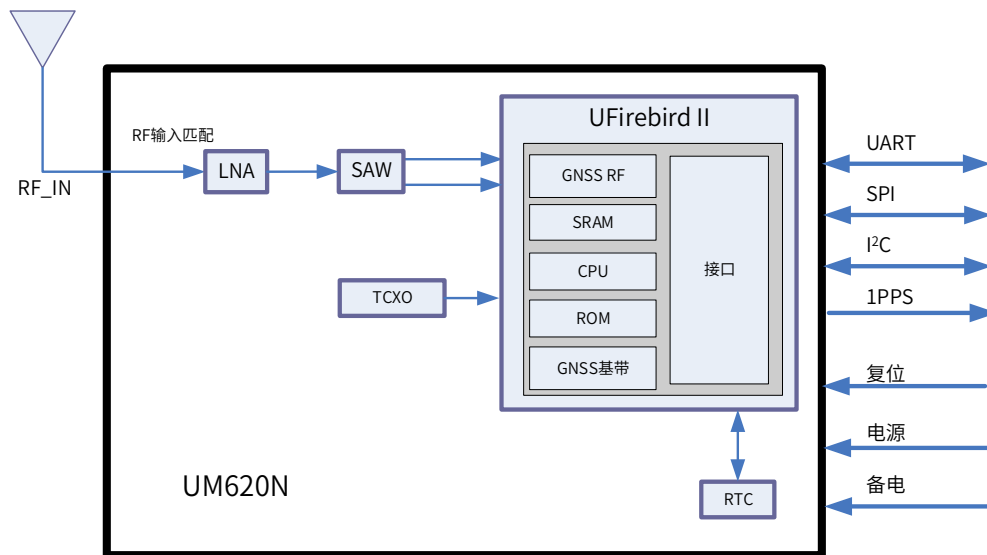 UFirebird II
RF输入匹配
LNA
SAW
RF_IN
GNSS RF
SRAM
CPU
ROM
GNSS基带
接口
TCXO
UM620N
RTC
UART
SPI
I²C
1PPS
复位
电源
备电